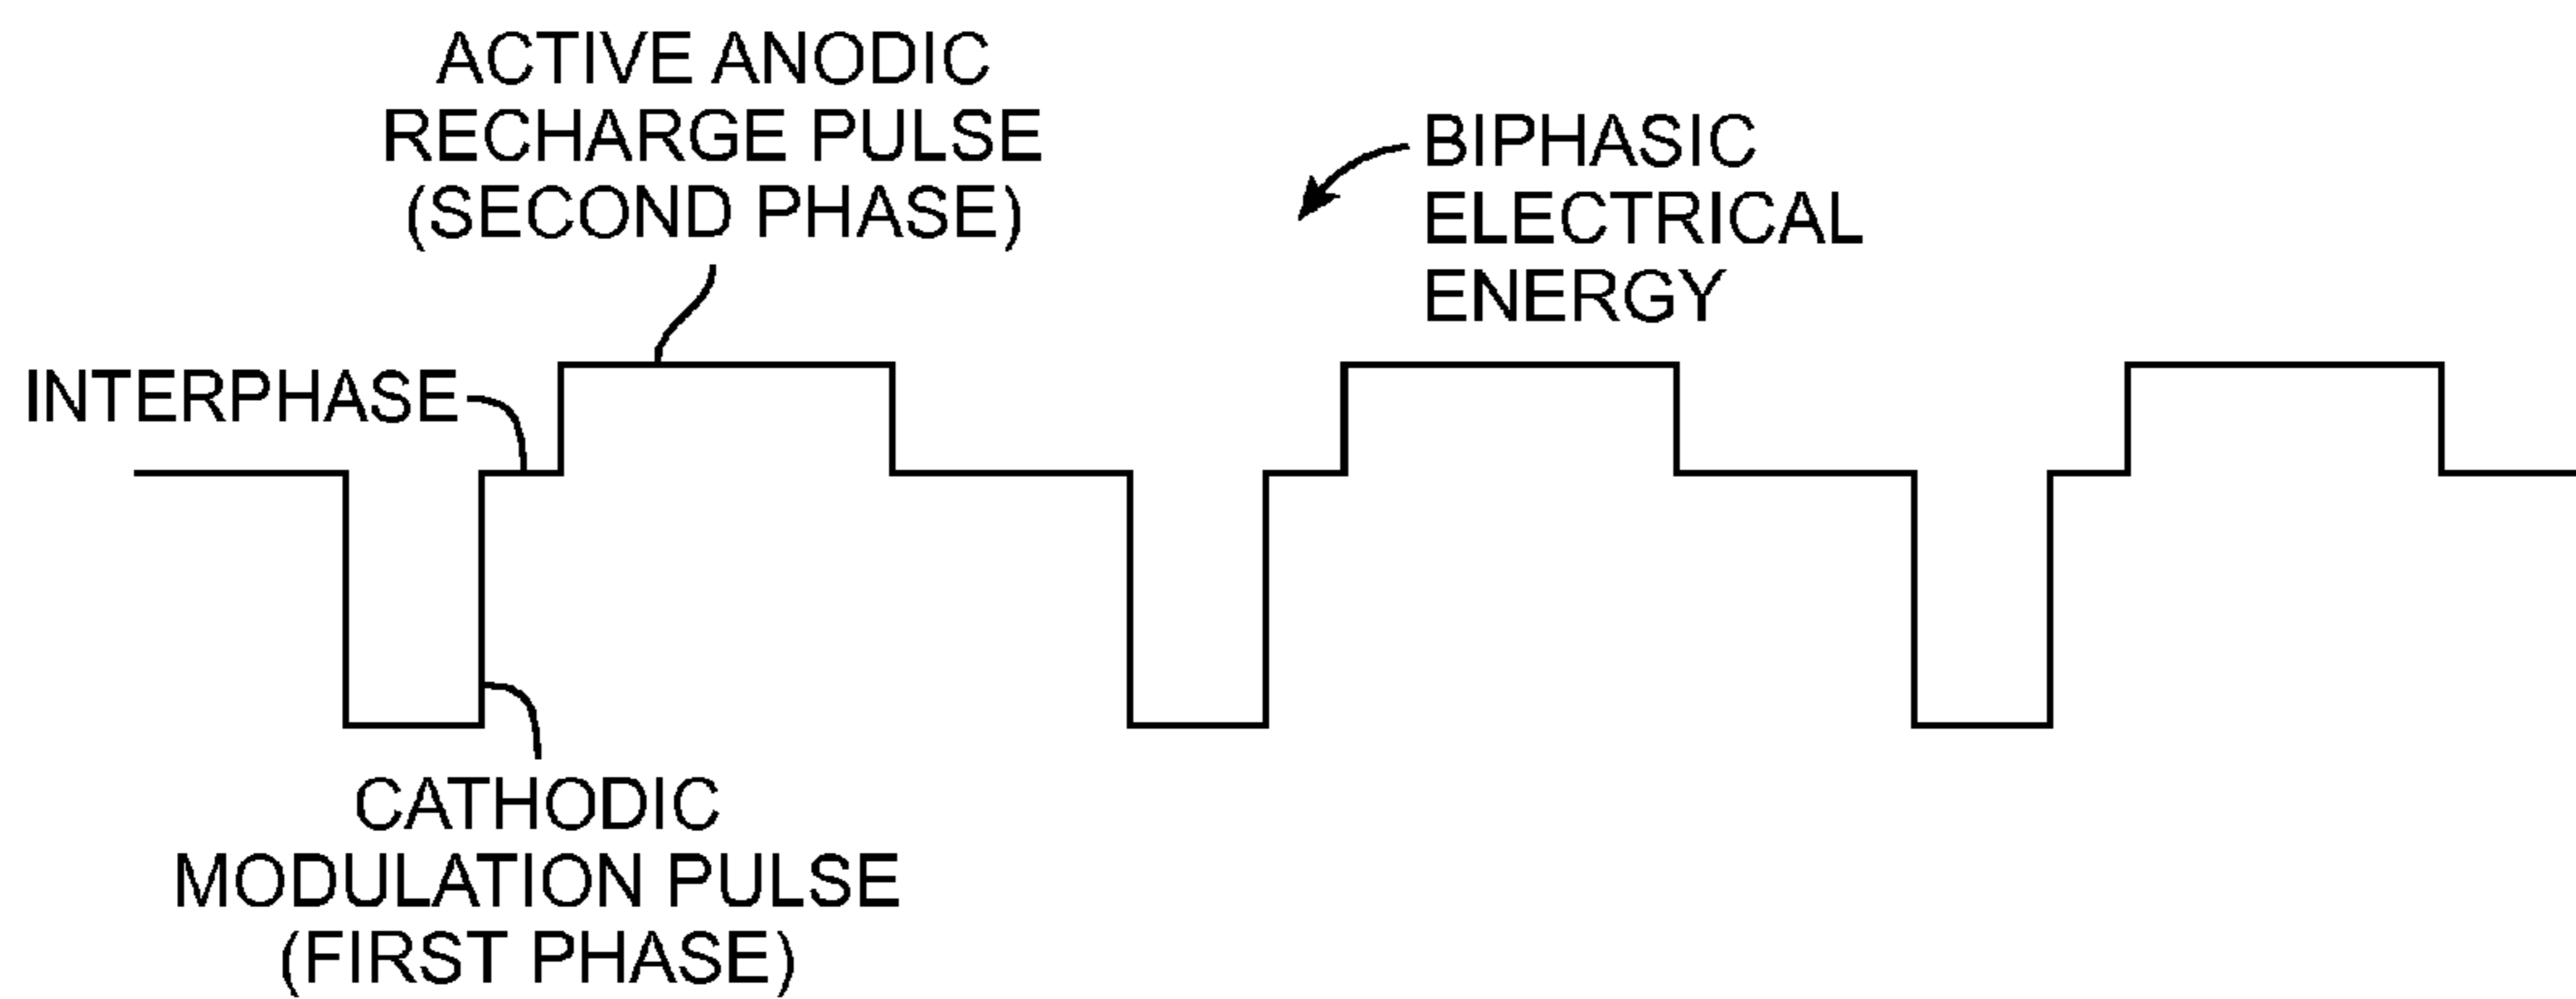 ACTIVE ANODIC
RECHARGE PULSE
(SECOND PHASE)
BIPHASIC
ELECTRICAL
ENERGY
INTERPHASE
CATHODIC
MODULATION PULSE
(FIRST PHASE)